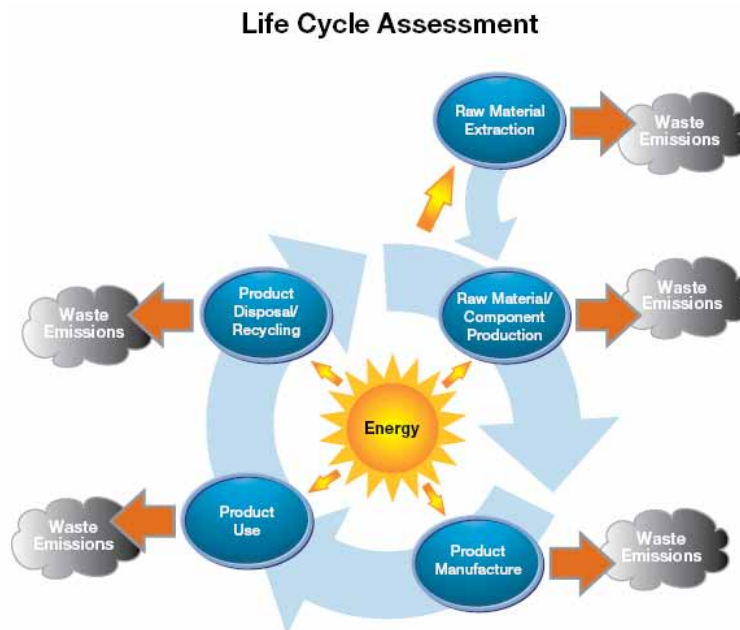 Life Cycle Assessment
Raw Material
Extraction
Waste
Emissions
Product
Disposal/
Recycling
Waste
Emissions
Raw Material/
Component
Production
Waste
Emissions
Energy
Product
Use
Waste
Emissions
Product
Manufacture
Waste
Emissions